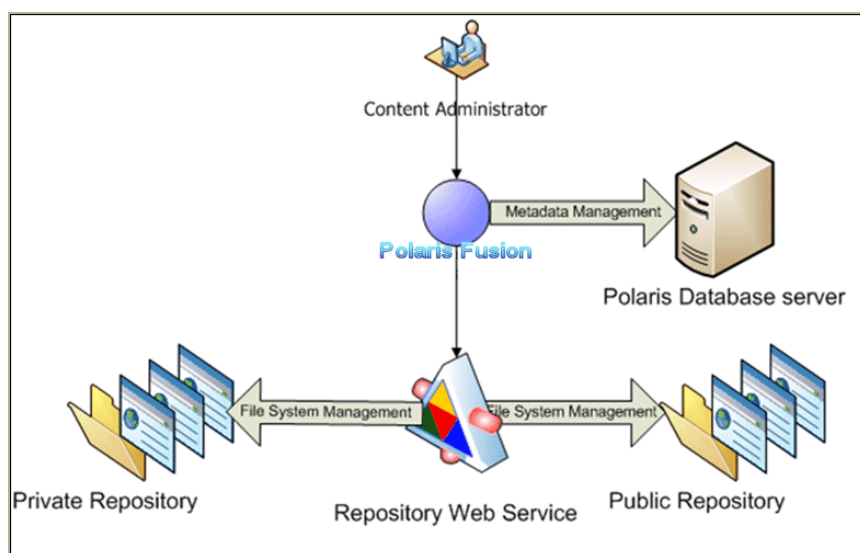 Content Administrator
Metadata Management
Polaris Fusion
Polaris Database server
File System Management
File System Management
Private Repository
Repository Web Service
Public Repository